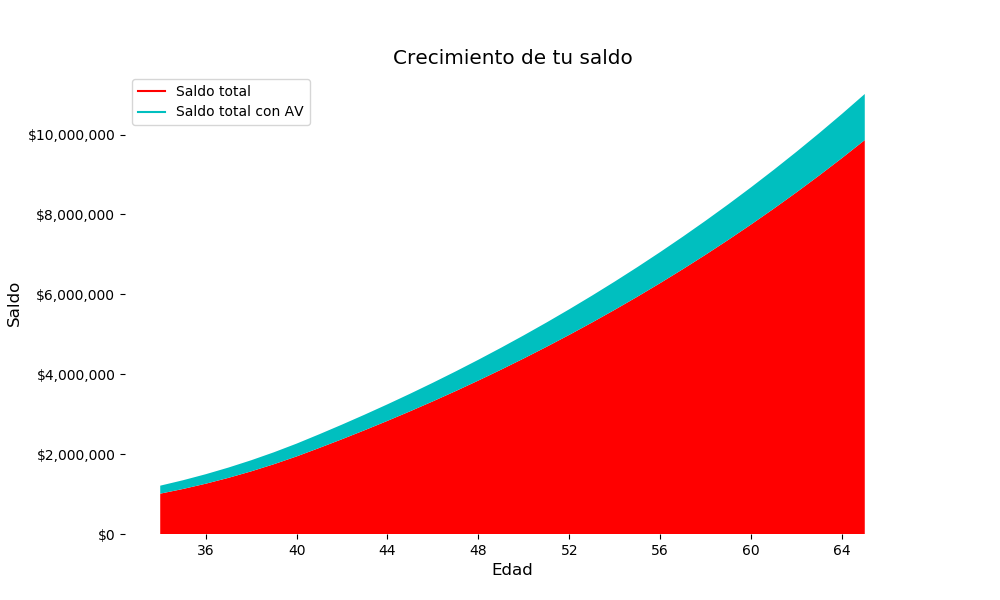 Crecimiento de tu saldo
Saldo total
Saldo total con AV
$10,000,000
$8,000,000
$6,000,000
$4,000,000
$2,000,000
$0
Saldo
36 40 44 48 52 56 60 64
Edad